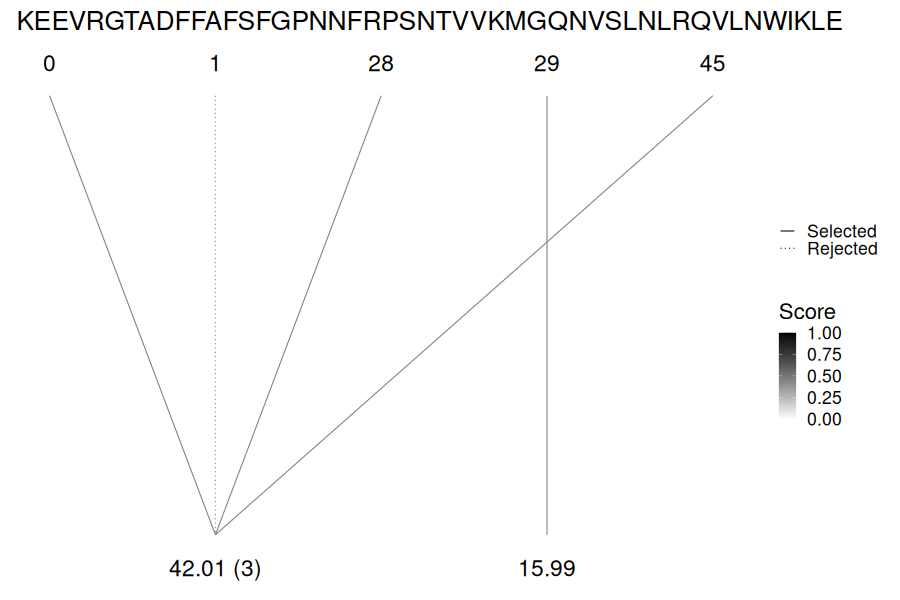 KEEVRGTADFFAFSFGPNNFRPSNTVVKMGQNVSLNLRQVLNWIKLE
0 1 28 29 45
Selected
Rejected
Score
1.00
0.75
0.50
0.25
0.00
42.01 (3) 15.99